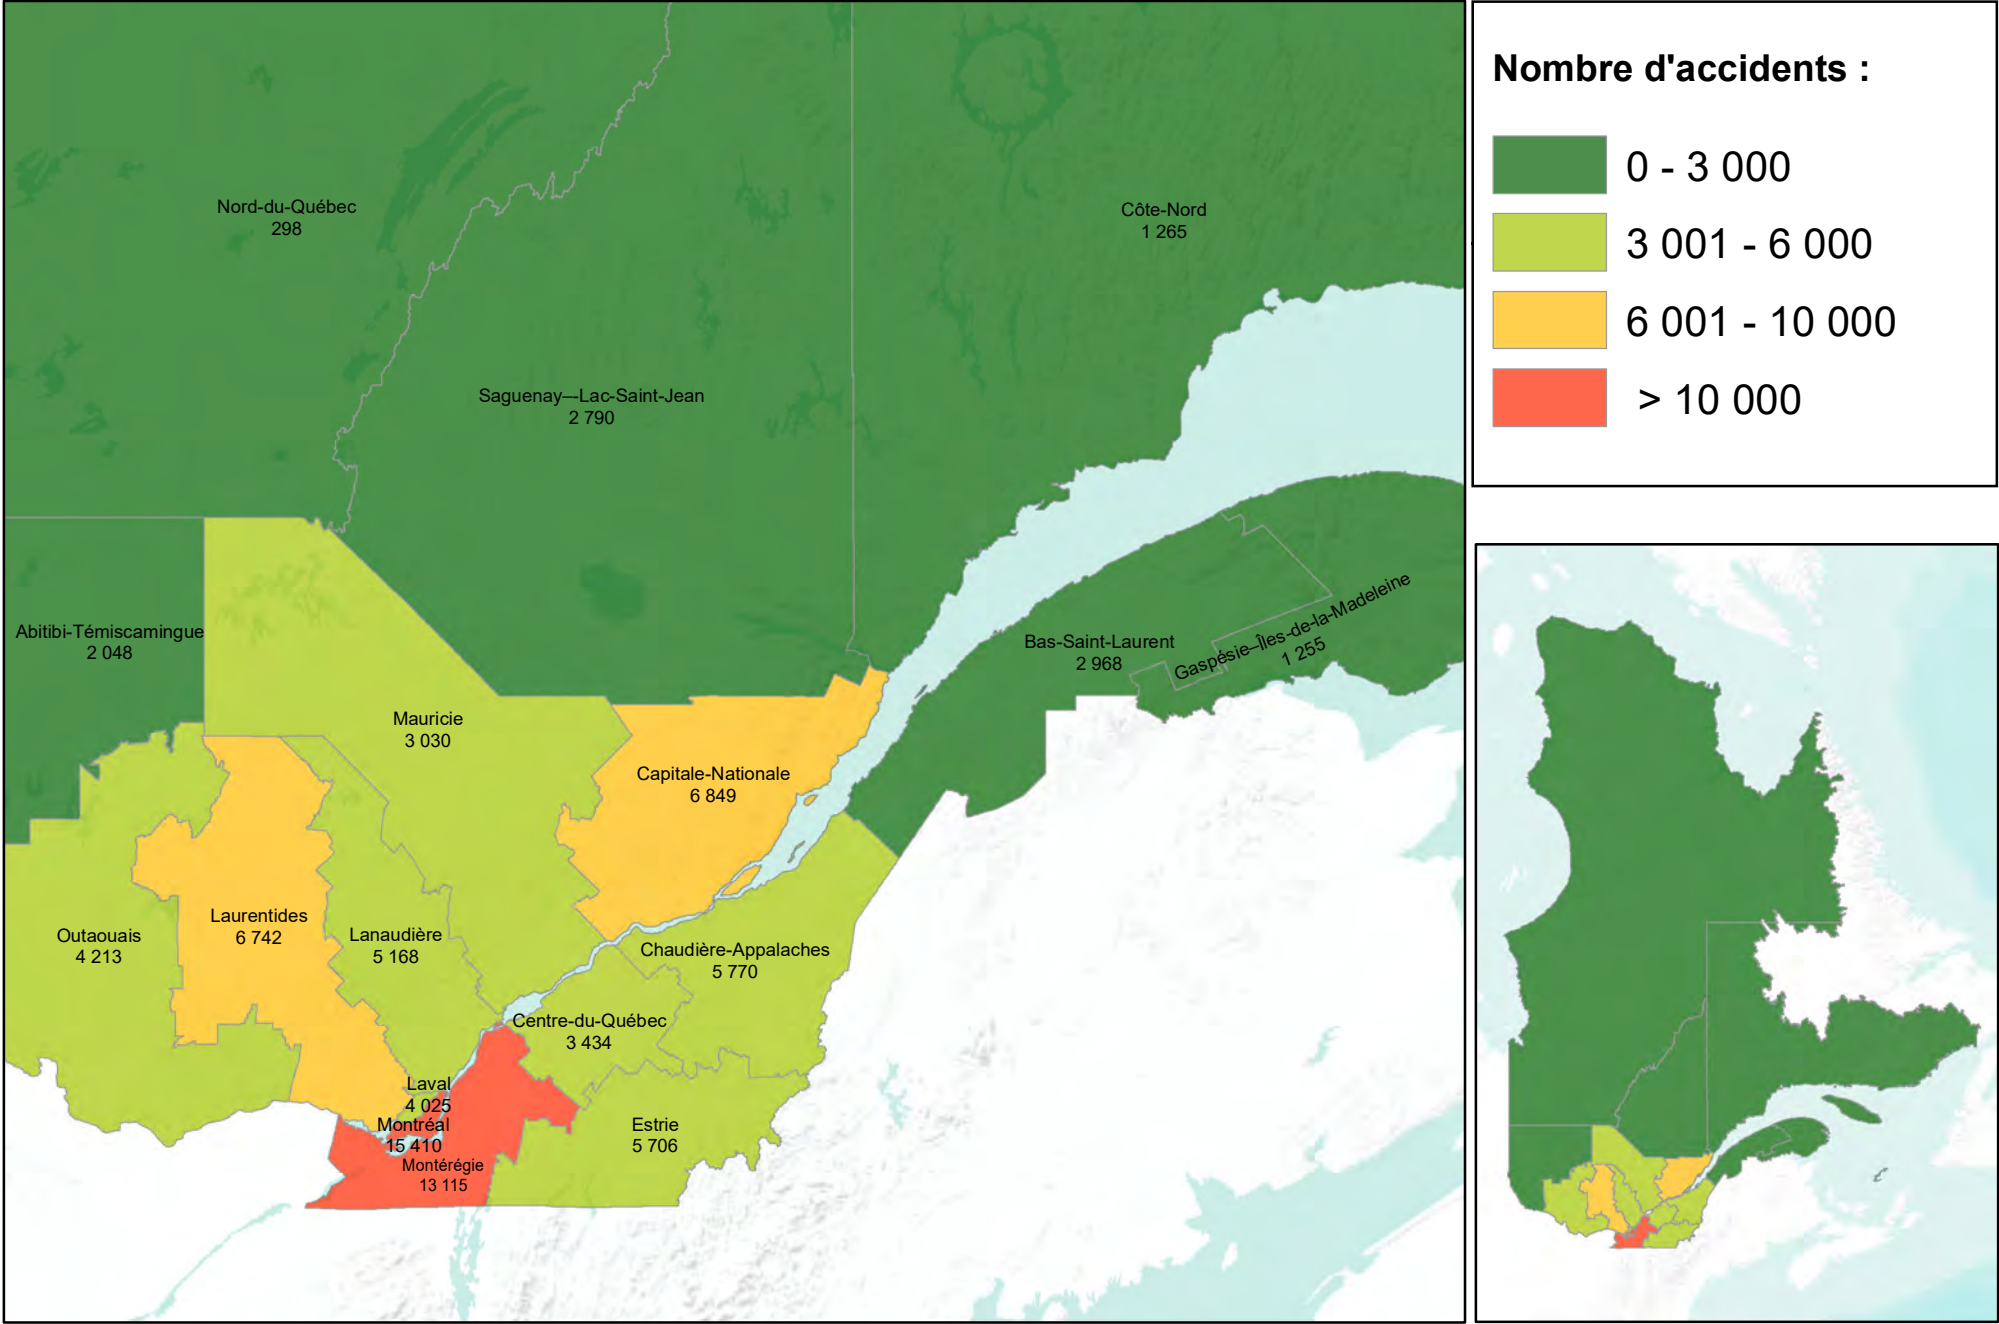 Nord-du-Québec
298
Côte-Nord
1 265
Saguenay--Lac-Saint-Jean
2 790
Abitibi-Témiscamingue
2 048
Bas-Saint-Laurent
2 968
Gaspésie–Îles-de-la-Madeleine
1 255
Mauricie
3 030
Capitale-Nationale
6 849
Laurentides
6 742
Outaouais
4 213
Lanaudière
5 168
Chaudière-Appalaches
5 770
Centre-du-Québec
3 434
Laval
4 025
Montréal
15 410
Montérégie
13 115
Estrie
5 706
Nombre d'accidents :
0 - 3 000
3 001 - 6 000
6 001 - 10 000
> 10 000